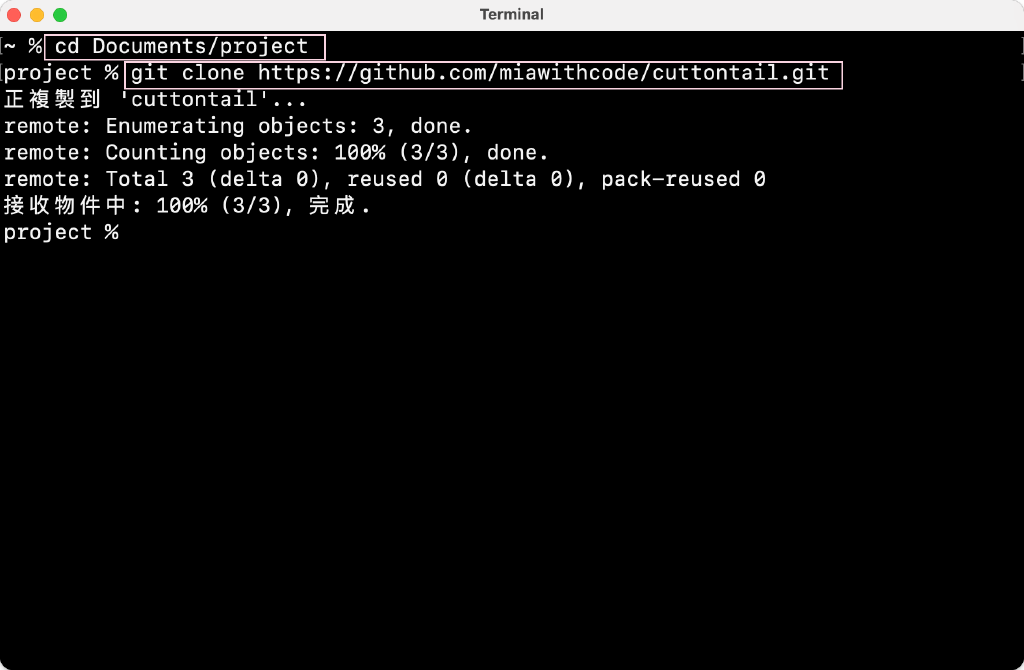 Terminal
~ % cd Documents/project
project % git clone https://github.com/miawithcode/cuttontail.git
正複製到 'cuttontail'...
remote: Enumerating objects: 3, done.
remote: Counting objects: 100% (3/3), done.
remote: Total 3 (delta 0), reused 0 (delta 0), pack-reused 0
接收物件中: 100% (3/3), 完成.
project %